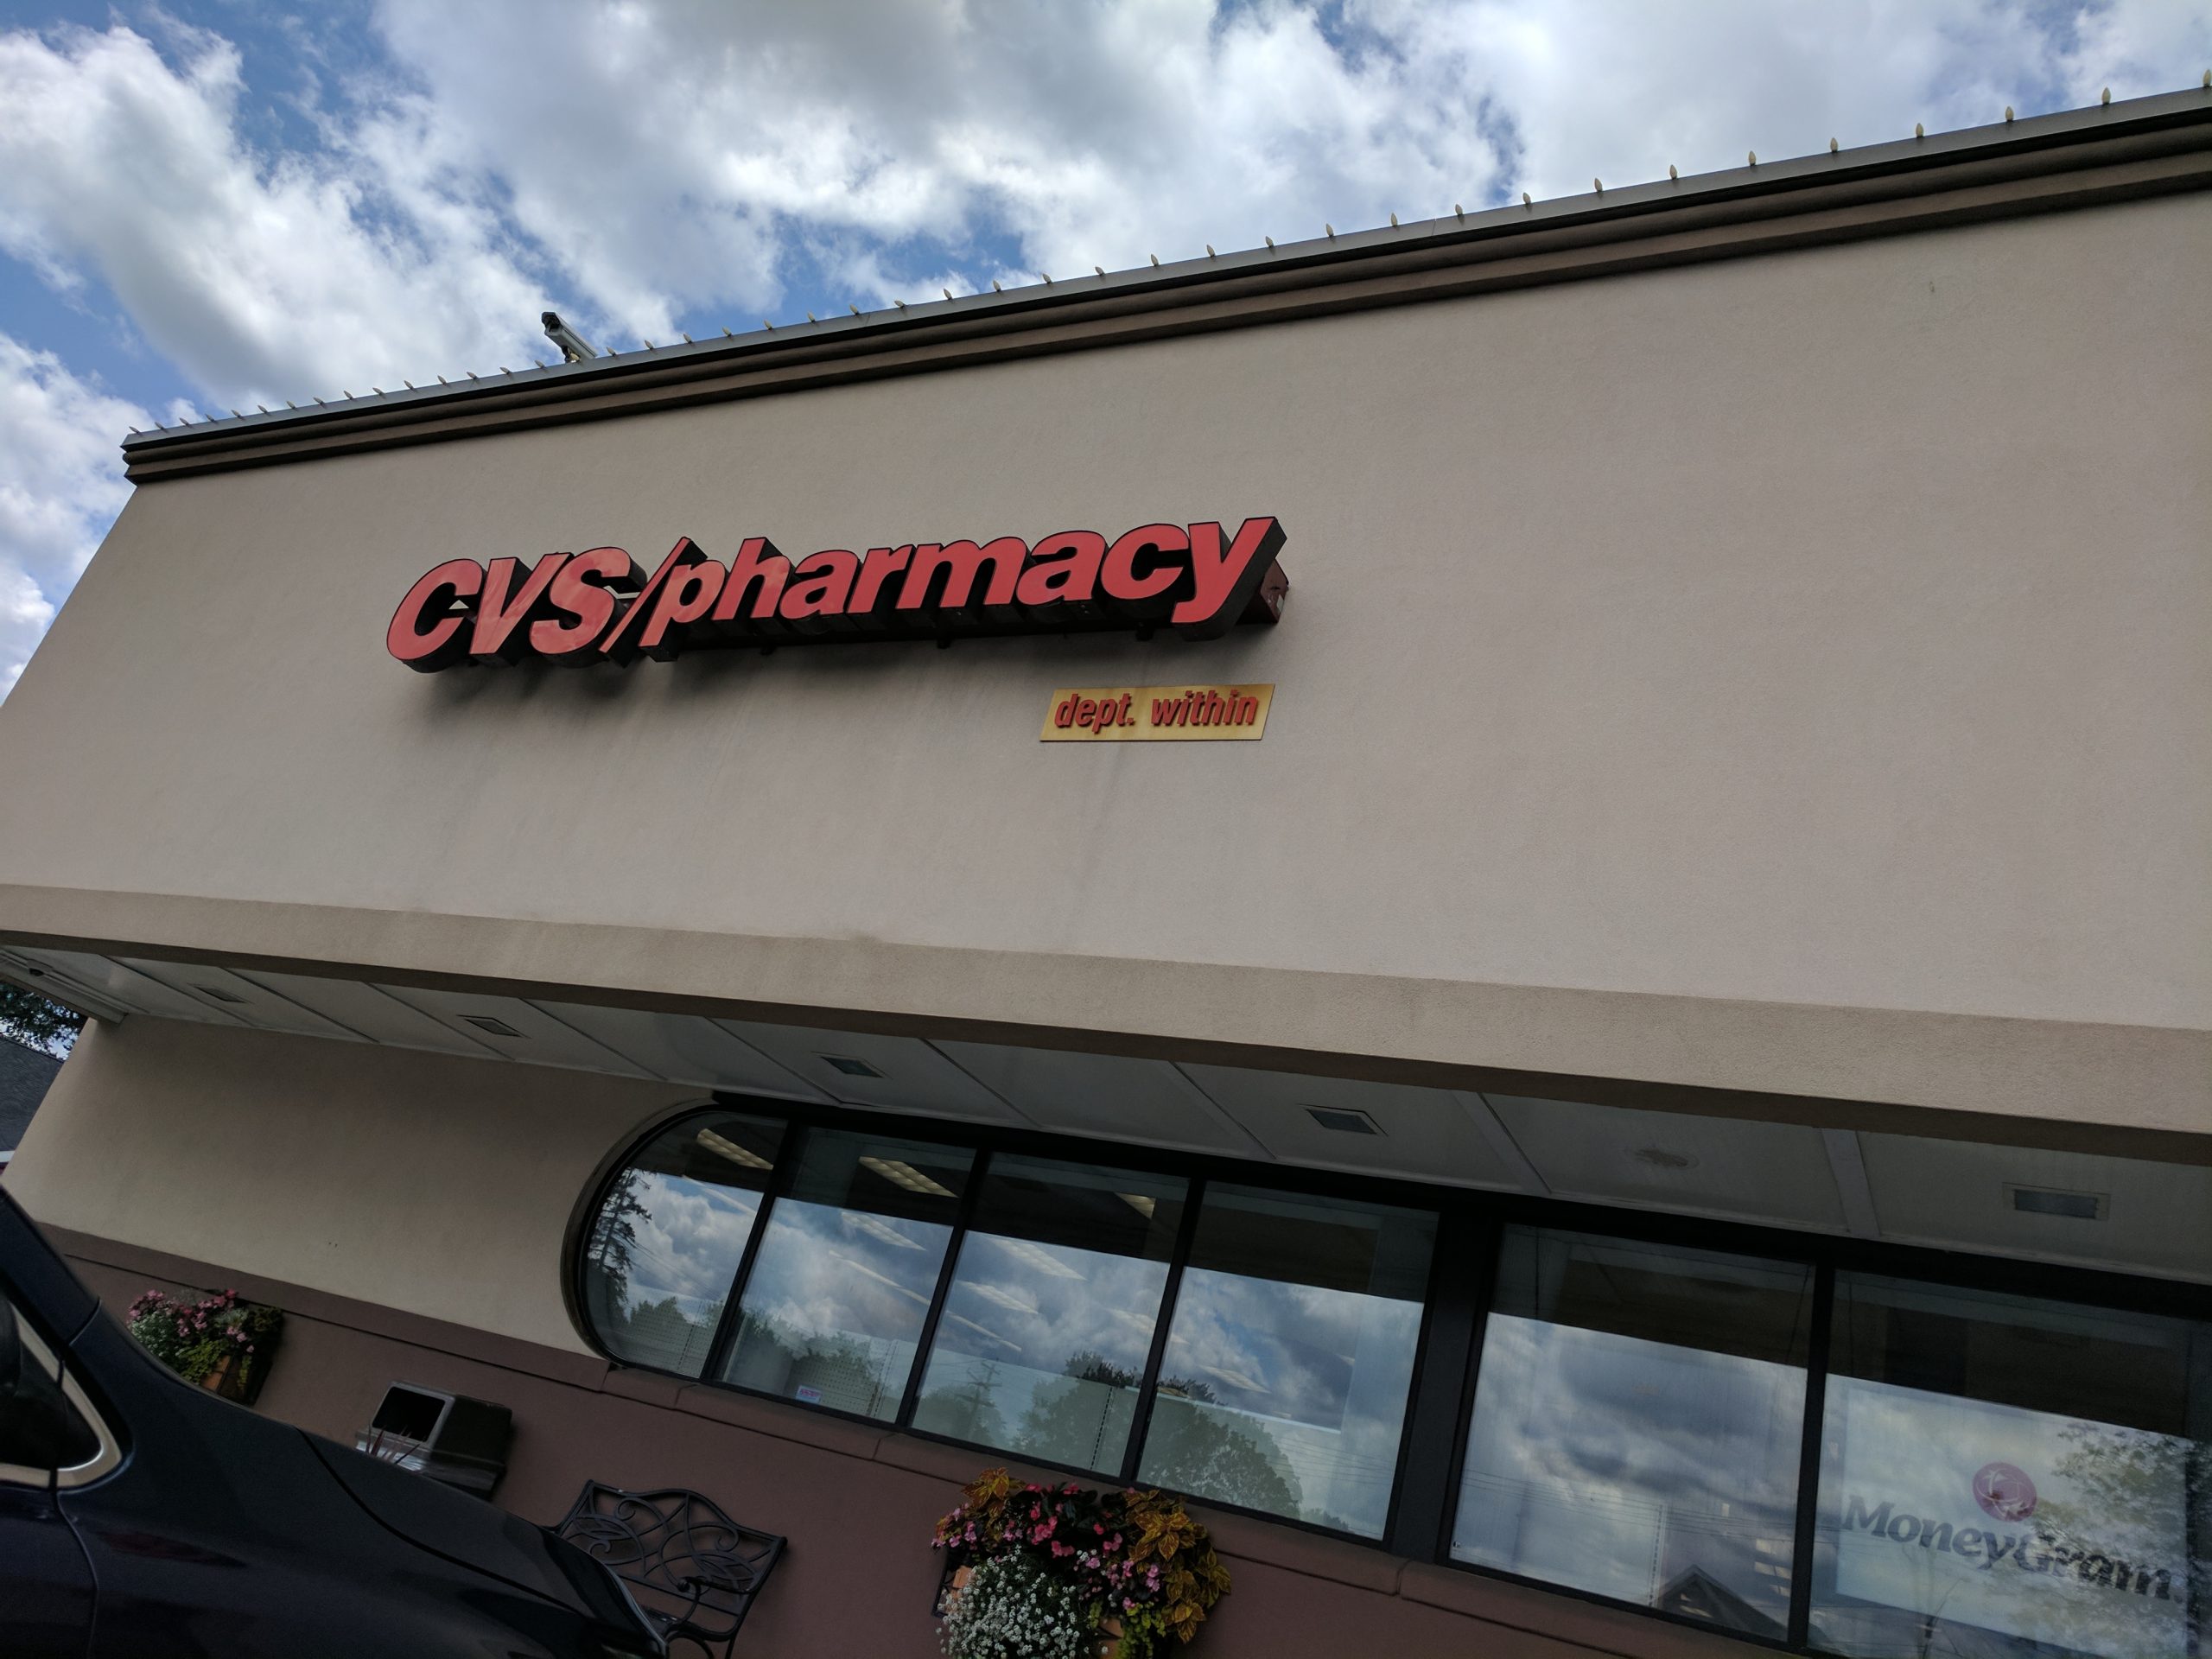 CVS/pharmacy
dept. within
MoneyGram